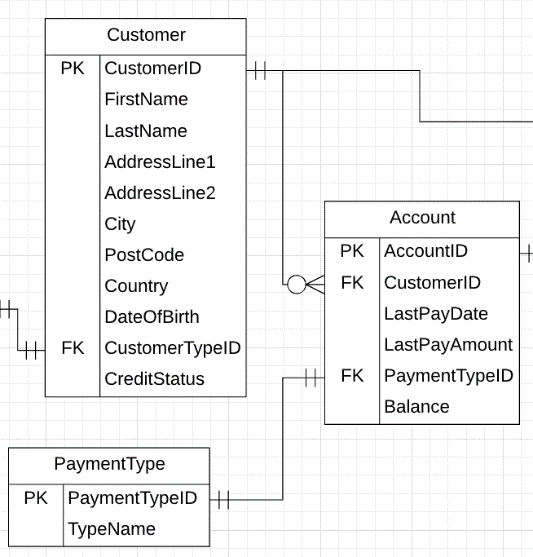 Customer
PK CustomerID
FirstName
LastName
AddressLine1
AddressLine2
City
PostCode
Country
DateOfBirth
FK CustomerTypeID
CreditStatus
Account
PK AccountID
FK CustomerID
LastPayDate
LastPayAmount
FK PaymentTypeID
Balance
PaymentType
PK PaymentTypeID
TypeName